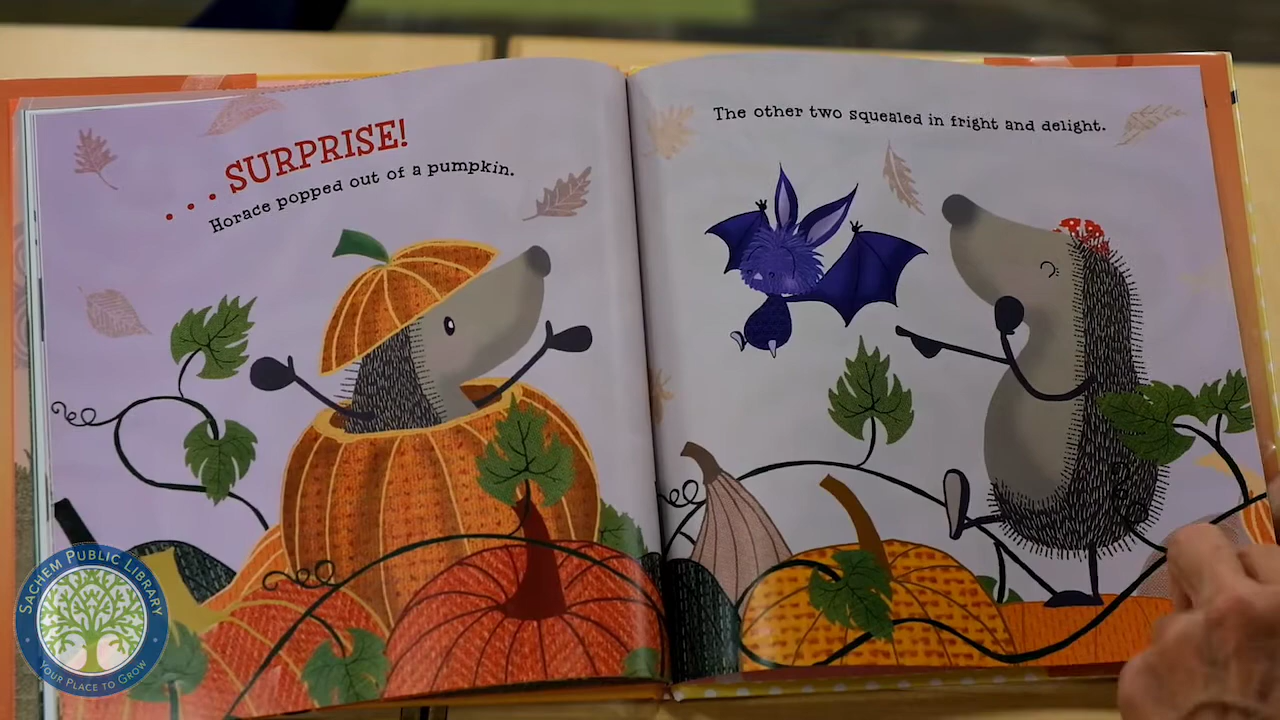 . . . SURPRISE!
Horace popped out of a pumpkin.
The other two squealed in fright and delight.
SACHEM PUBLIC LIBRARY
YOUR PLACE TO GROW